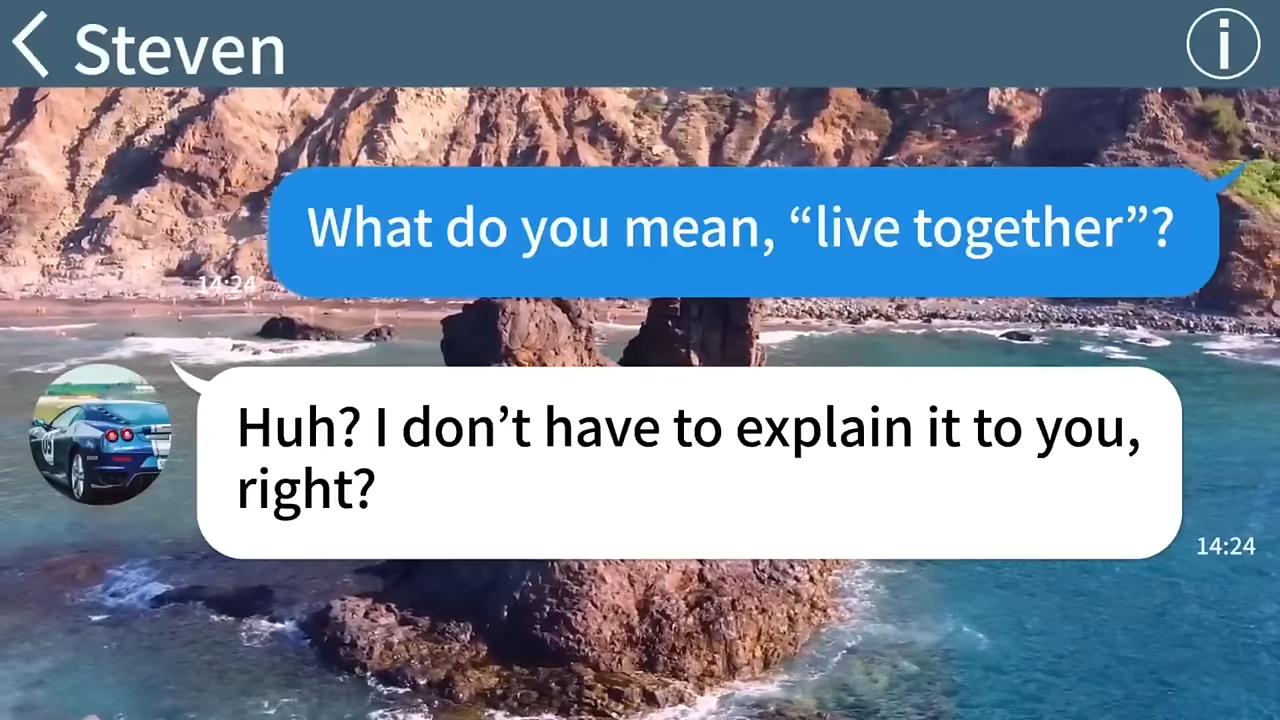 Steven
What do you mean, “live together”?
14:24
Huh? I don’t have to explain it to you,
right?
14:24